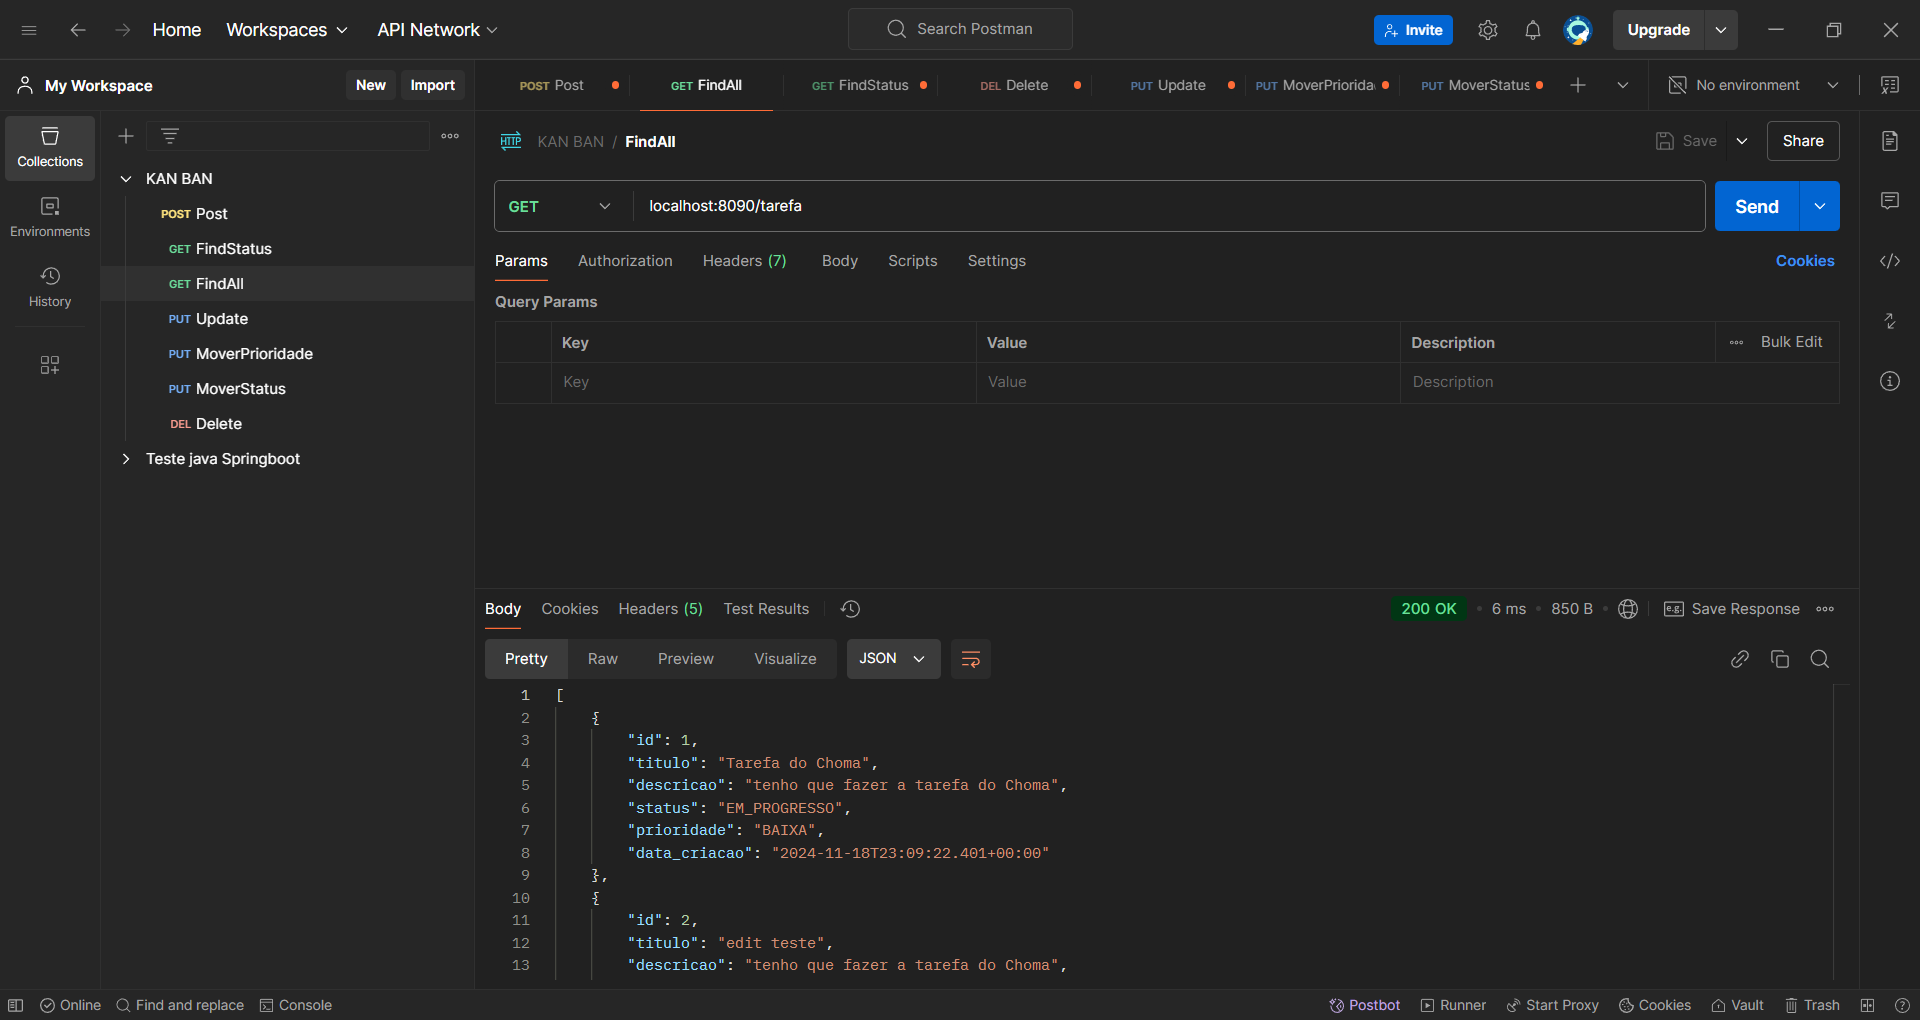 Home Workspaces API Network Search Postman Invite Upgrade
My Workspace New Import
POST Post GET FindAll GET FindStatus DEL Delete PUT Update PUT MoverPriorida PUT MoverStatus No environment
Collections
Environments
History
KAN BAN
POST Post
GET FindStatus
GET FindAll
PUT Update
PUT MoverPrioridade
PUT MoverStatus
DEL Delete
Teste java Springboot
HTTP KAN BAN / FindAll Save Share
GET localhost:8090/tarefa Send
Params Authorization Headers (7) Body Scripts Settings Cookies
Query Params
Key Value Description Bulk Edit
Key Value Description
Body Cookies Headers (5) Test Results 200 OK 6 ms 850 B e.g. Save Response
Pretty Raw Preview Visualize JSON
1 [
2 {
3 "id": 1,
4 "titulo": "Tarefa do Choma",
5 "descricao": "tenho que fazer a tarefa do Choma",
6 "status": "EM_PROGRESSO",
7 "prioridade": "BAIXA",
8 "data_criacao": "2024-11-18T23:09:22.401+00:00"
9 },
10 {
11 "id": 2,
12 "titulo": "edit teste",
13 "descricao": "tenho que fazer a tarefa do Choma",
Online Find and replace Console Postbot Runner Start Proxy Cookies Vault Trash